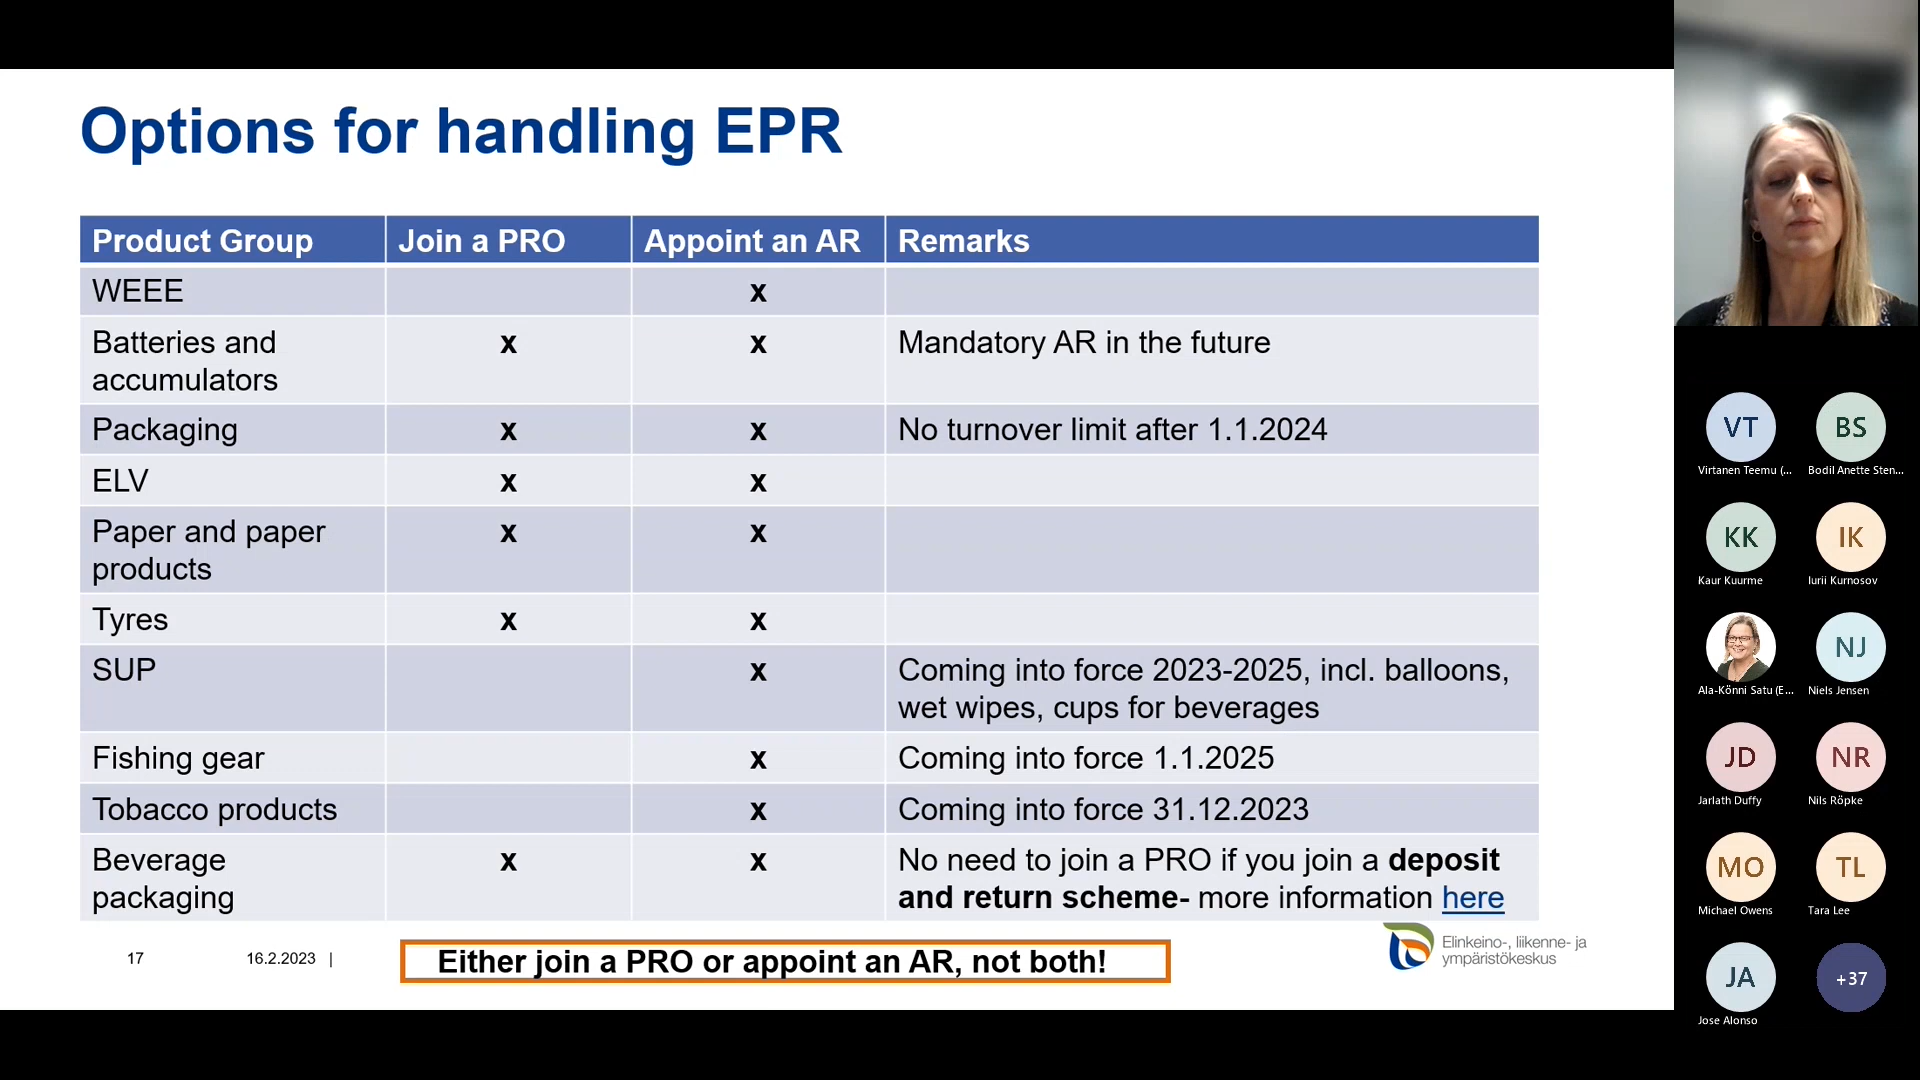 Options for handling EPR
Product Group Join a PRO Appoint an AR Remarks
WEEE x
Batteries and x x Mandatory AR in the future
accumulators
Packaging x x No turnover limit after 1.1.2024
ELV x x
Paper and paper x x
products
Tyres x x
SUP x Coming into force 2023-2025, incl. balloons,
wet wipes, cups for beverages
Fishing gear x Coming into force 1.1.2025
Tobacco products x Coming into force 31.12.2023
Beverage x x No need to join a PRO if you join a deposit
packaging and return scheme- more information here
17 16.2.2023 | Either join a PRO or appoint an AR, not both!
Elinkeino-, liikenne- ja
ympäristökeskus
VT BS
Virtanen Teemu (... Bodil Anette Sten...
KK IK
Kaur Kuurme Iurii Kurnosov
NJ
Ala-Könni Satu (E... Niels Jensen
JD NR
Jarlath Duffy Nils Röpke
MO TL
Michael Owens Tara Lee
JA +37
Jose Alonso